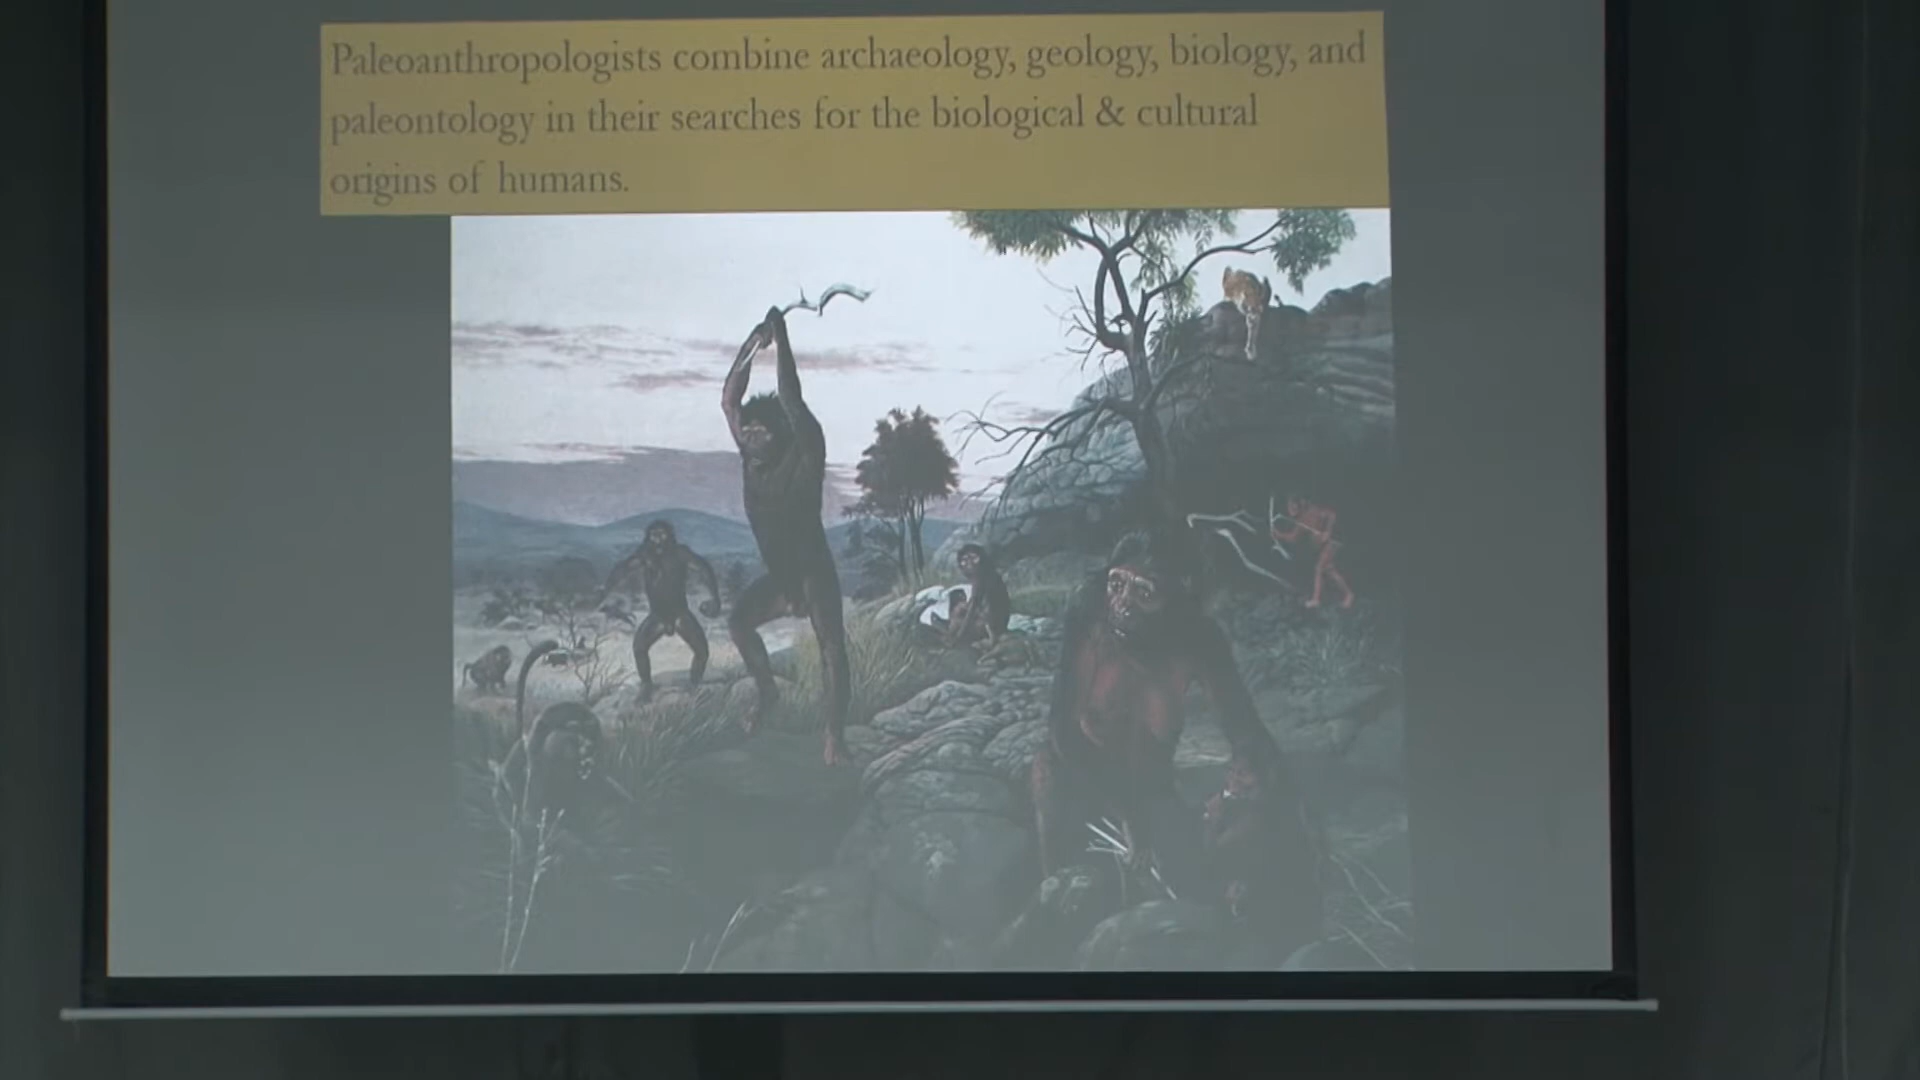 Paleoanthropologists combine archaeology, geology, biology, and
paleontology in their searches for the biological & cultural
origins of humans.